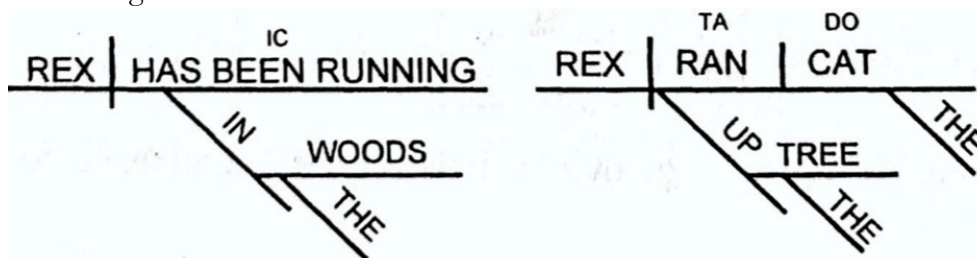 IC
REX HAS BEEN RUNNING
IN
WOODS
THE
TA DO
REX RAN CAT
THE
UP
TREE
THE